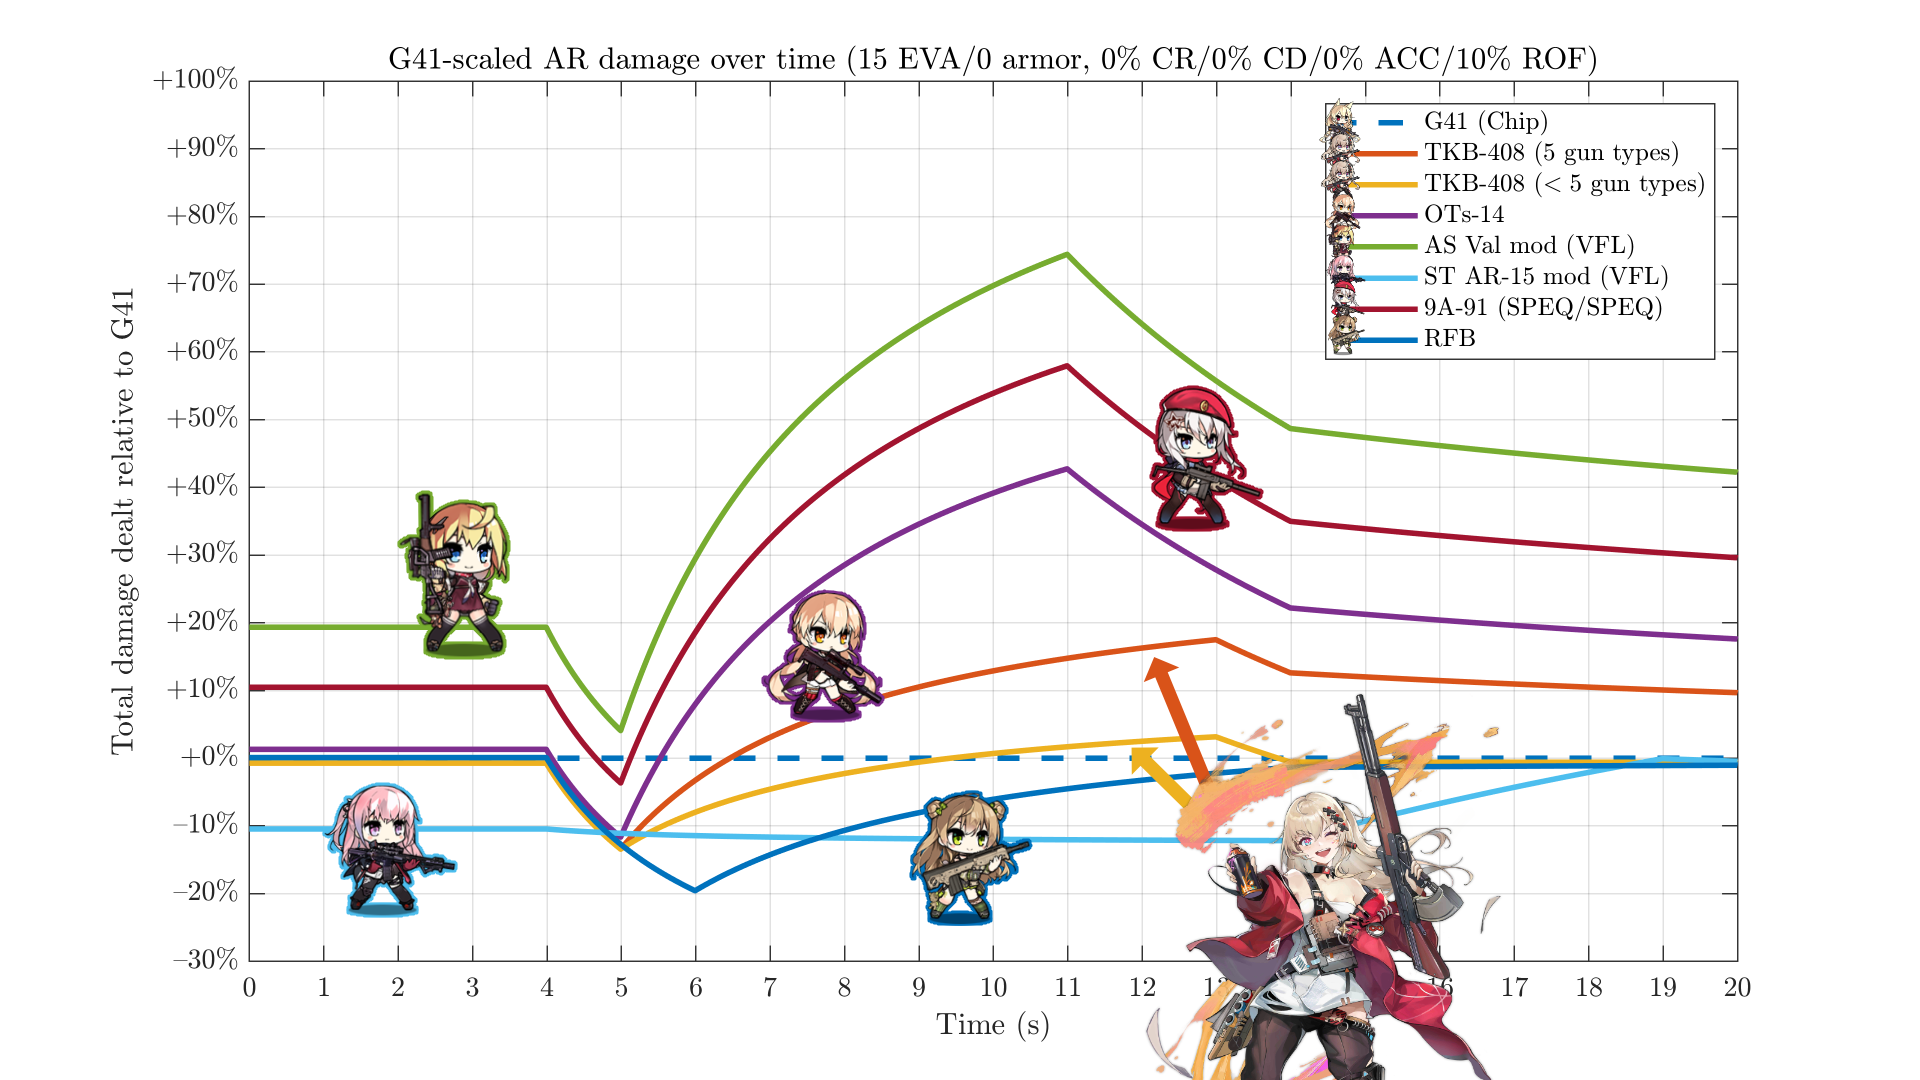 G41-scaled AR damage over time (15 EVA/0 armor, 0% CR/0% CD/0% ACC/10% ROF)
+100%
+90%
+80%
+70%
+60%
+50%
+40%
+30%
+20%
+10%
+0%
−10%
−20%
−30%
Total damage dealt relative to G41
G41 (Chip)
TKB-408 (5 gun types)
TKB-408 (< 5 gun types)
OTs-14
AS Val mod (VFL)
ST AR-15 mod (VFL)
9A-91 (SPEQ/SPEQ)
RFB
0 1 2 3 4 5 6 7 8 9 10 11 12 17 18 19 20
Time (s)